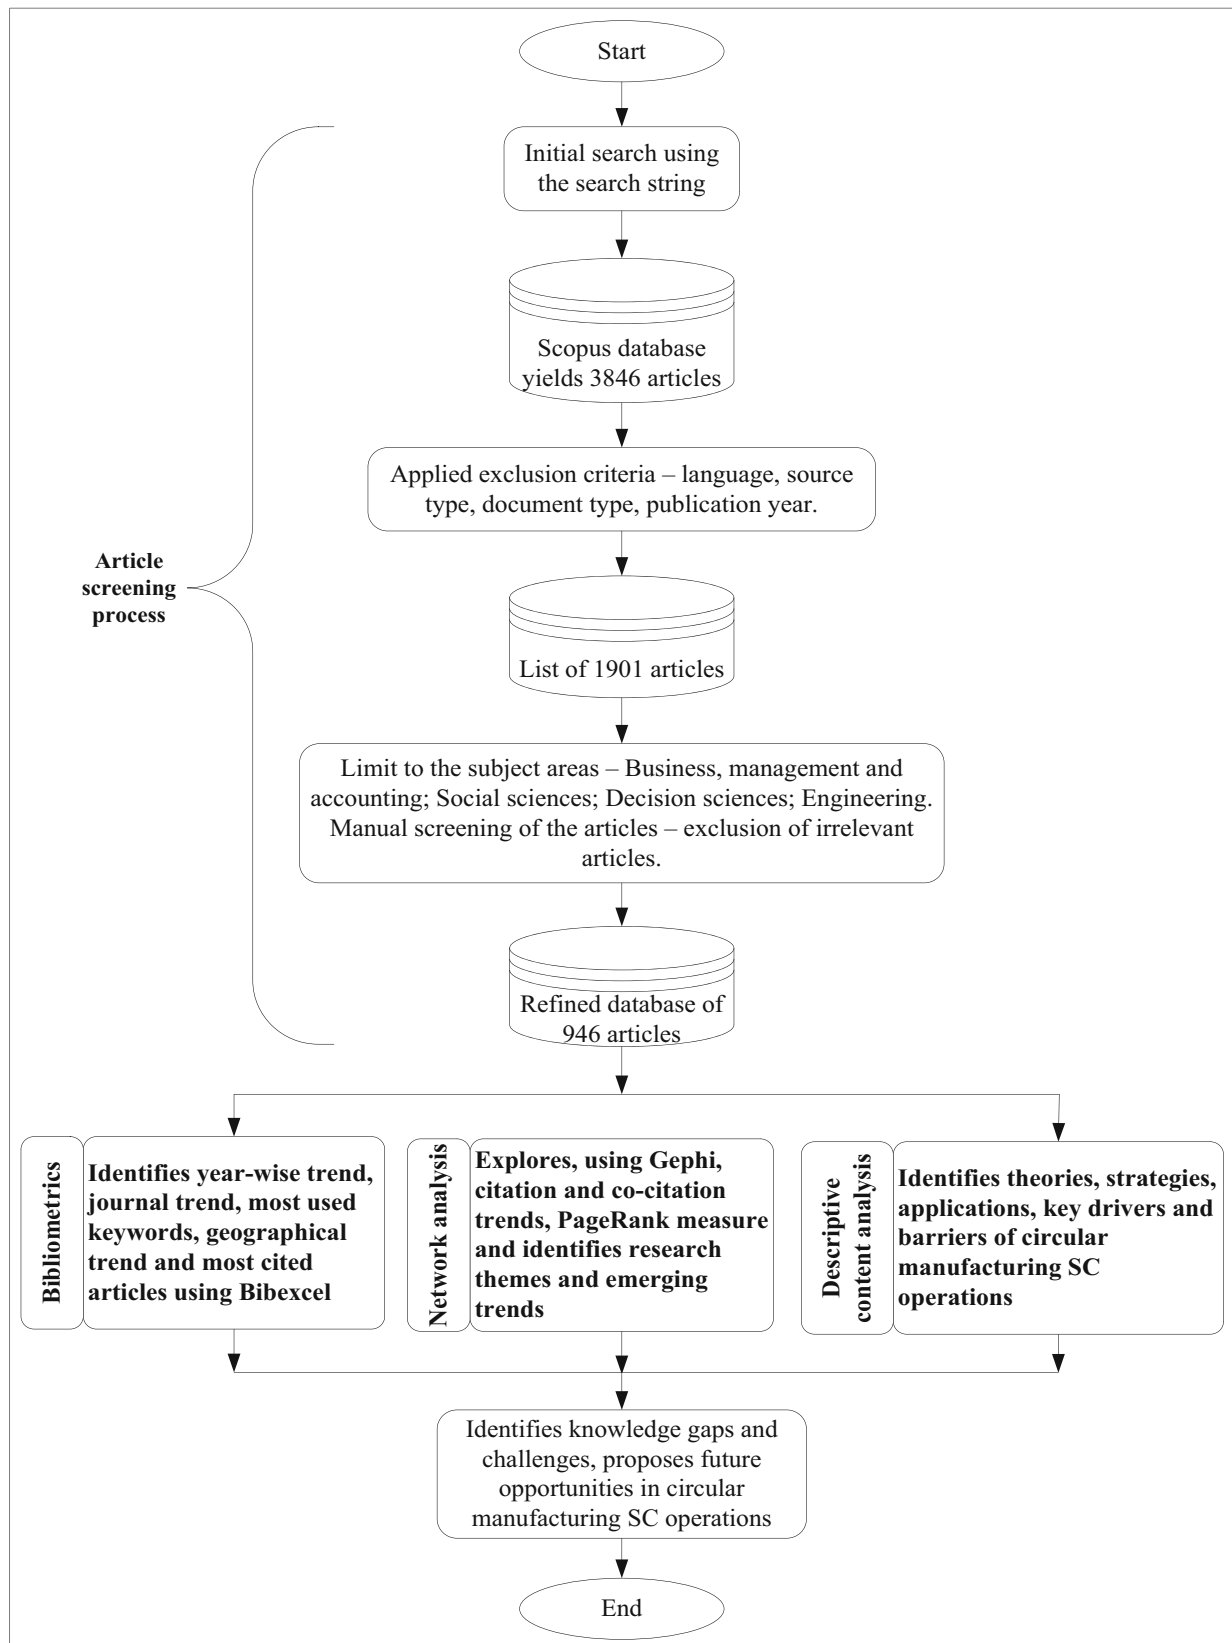 Start
Initial search using
the search string
Scopus database
yields 3846 articles
Applied exclusion criteria – language, source
type, document type, publication year.
Article
screening
process
List of 1901 articles
Limit to the subject areas – Business, management and
accounting; Social sciences; Decision sciences; Engineering.
Manual screening of the articles – exclusion of irrelevant
articles.
Refined database of
946 articles
Bibliometrics
Identifies year-wise trend,
journal trend, most used
keywords, geographical
trend and most cited
articles using Bibexcel
Network analysis
Explores, using Gephi,
citation and co-citation
trends, PageRank measure
and identifies research
themes and emerging
trends
Descriptive
content analysis
Identifies theories, strategies,
applications, key drivers and
barriers of circular
manufacturing SC
operations
Identifies knowledge gaps and
challenges, proposes future
opportunities in circular
manufacturing SC operations
End